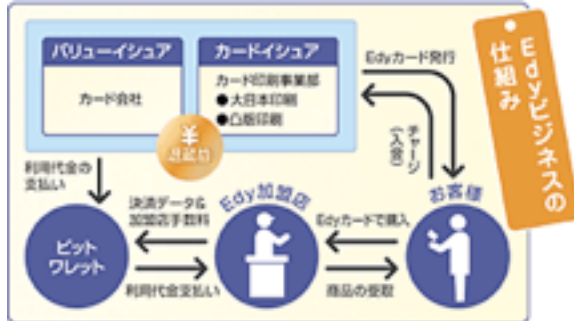 Edyビジネスの
仕組み
バリューイシュア
カード会社
カードイシュア
カード印刷事業部
●大日本印刷
●凸版印刷
Edyカード発行
チャージ
(入金)
¥
利用代金の
支払い
決済データ&
加盟店手数料
Edy加盟店
Edyカードで購入
お客様
ビット
ワレット
利用代金支払い
商品の受取